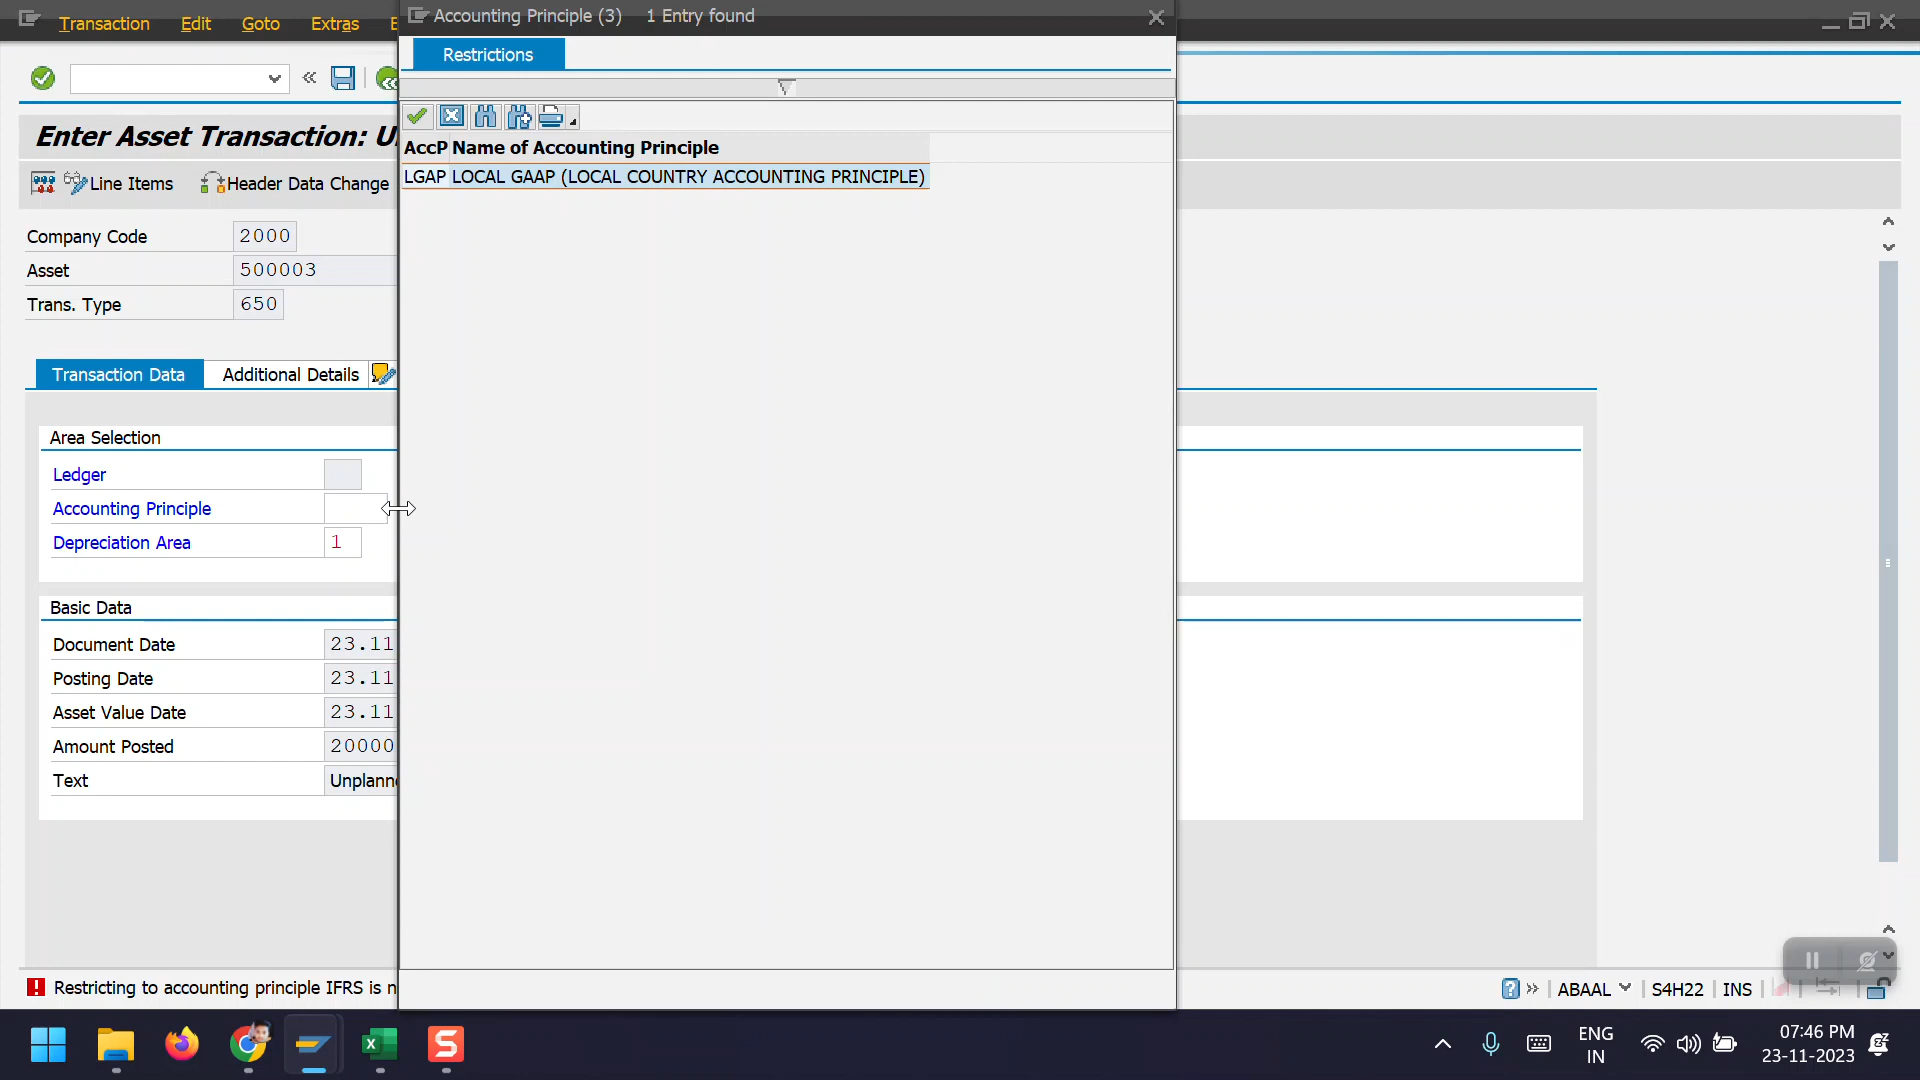 Transaction Edit Goto Extras E
Accounting Principle (3) 1 Entry found
Restrictions
Enter Asset Transaction: U
AccP Name of Accounting Principle
LGAP LOCAL GAAP (LOCAL COUNTRY ACCOUNTING PRINCIPLE)
Line Items Header Data Change
Company Code 2000
Asset 500003
Trans. Type 650
Transaction Data Additional Details
Area Selection
Ledger
Accounting Principle
Depreciation Area 1
Basic Data
Document Date 23.11
Posting Date 23.11
Asset Value Date 23.11
Amount Posted 20000
Text Unplann
Restricting to accounting principle IFRS is n
ABAAL S4H22 INS
ENG
IN
07:46 PM
23-11-2023